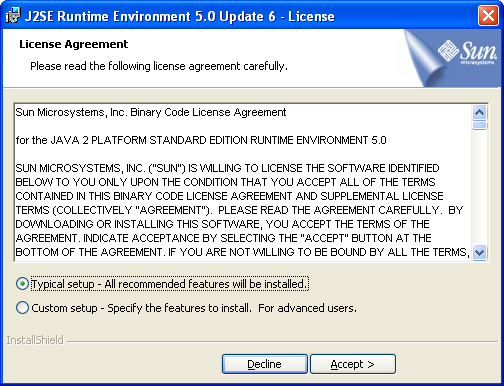 J2SE Runtime Environment 5.0 Update 6 - License
License Agreement
Please read the following license agreement carefully.
Sun
microsystems
Sun Microsystems, Inc. Binary Code License Agreement
for the JAVA 2 PLATFORM STANDARD EDITION RUNTIME ENVIRONMENT 5.0
SUN MICROSYSTEMS, INC. ("SUN") IS WILLING TO LICENSE THE SOFTWARE IDENTIFIED
BELOW TO YOU ONLY UPON THE CONDITION THAT YOU ACCEPT ALL OF THE TERMS
CONTAINED IN THIS BINARY CODE LICENSE AGREEMENT AND SUPPLEMENTAL LICENSE
TERMS (COLLECTIVELY "AGREEMENT").  PLEASE READ THE AGREEMENT CAREFULLY.  BY
DOWNLOADING OR INSTALLING THIS SOFTWARE, YOU ACCEPT THE TERMS OF THE
AGREEMENT. INDICATE ACCEPTANCE BY SELECTING THE "ACCEPT" BUTTON AT THE
BOTTOM OF THE AGREEMENT. IF YOU ARE NOT WILLING TO BE BOUND BY ALL THE TERMS,
Typical setup - All recommended features will be installed.
Custom setup - Specify the features to install.  For advanced users.
InstallShield
Decline
Accept >